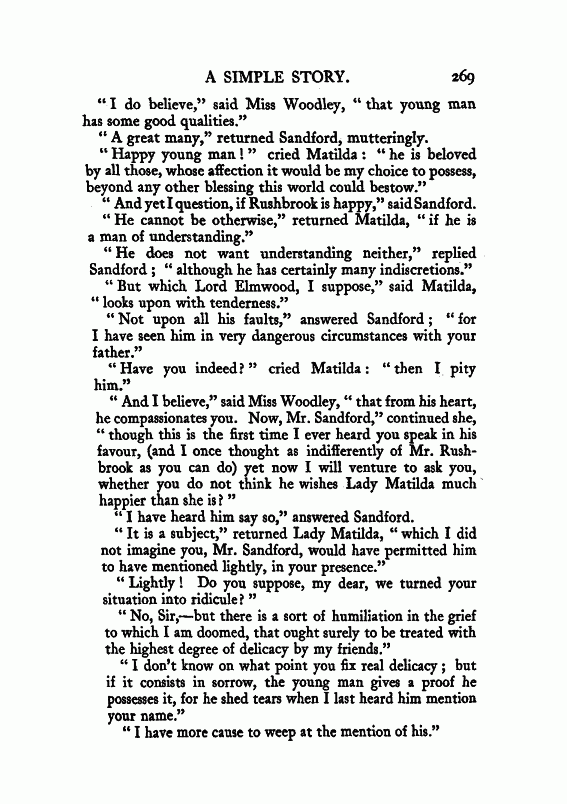 A SIMPLE STORY. 269
“ I do believe,” said Miss Woodley, “ that young man
has some good qualities.”
“ A great many,” returned Sandford, mutteringly.
“ Happy young man ! ” cried Matilda : “ he is beloved
by all those, whose affection it would be my choice to possess,
beyond any other blessing this world could bestow.”
“ And yet I question, if Rushbrook is happy,” said Sandford.
“ He cannot be otherwise,” returned Matilda, “ if he is
a man of understanding.”
“ He does not want understanding neither,” replied
Sandford ; “ although he has certainly many indiscretions.”
“ But which Lord Elmwood, I suppose,” said Matilda,
“ looks upon with tenderness.”
“ Not upon all his faults,” answered Sandford ; “ for
I have seen him in very dangerous circumstances with your
father.”
“ Have you indeed? ” cried Matilda : “ then I pity
him.”
“ And I believe,” said Miss Woodley, “ that from his heart,
he compassionates you. Now, Mr. Sandford,” continued she,
“ though this is the first time I ever heard you speak in his
favour, (and I once thought as indifferently of Mr. Rush-
brook as you can do) yet now I will venture to ask you,
whether you do not think he wishes Lady Matilda much
happier than she is? ”
“ I have heard him say so,” answered Sandford.
“ It is a subject,” returned Lady Matilda, “ which I did
not imagine you, Mr. Sandford, would have permitted him
to have mentioned lightly, in your presence.”
“ Lightly ! Do you suppose, my dear, we turned your
situation into ridicule? ”
“ No, Sir,—but there is a sort of humiliation in the grief
to which I am doomed, that ought surely to be treated with
the highest degree of delicacy by my friends.”
“ I don’t know on what point you fix real delicacy ; but
if it consists in sorrow, the young man gives a proof he
possesses it, for he shed tears when I last heard him mention
your name.”
“ I have more cause to weep at the mention of his.”